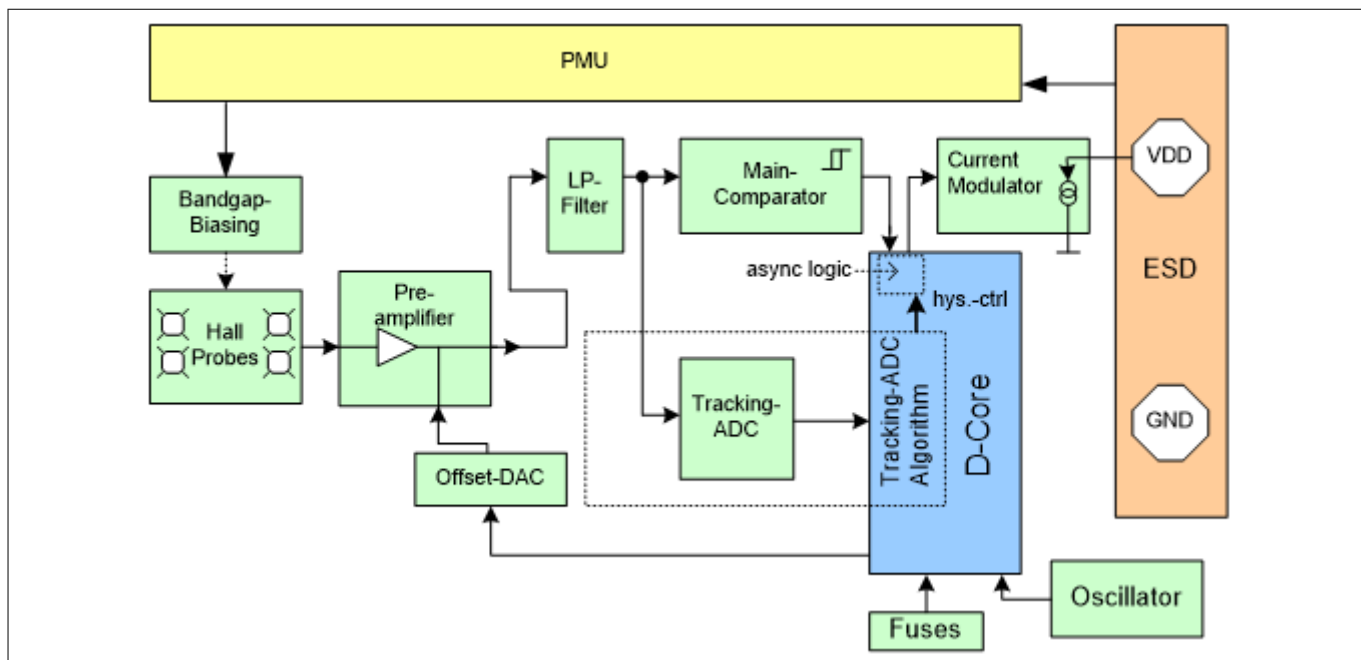 PMU
VDD
LP-
Filter
Main-
Comparator
Current
Modulator
Bandgap-
Biasing
async logic
ESD
hys.-ctrl
Pre-
amplifier
Hall
Probes
Tracking-
ADC
Tracking-ADC
Algorithm
D-Core
GND
Offset-DAC
Oscillator
Fuses